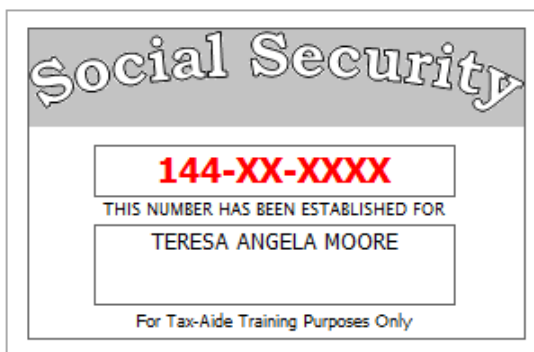 Social Security
144-XX-XXXX
THIS NUMBER HAS BEEN ESTABLISHED FOR
TERESA ANGELA MOORE
For Tax-Aide Training Purposes Only